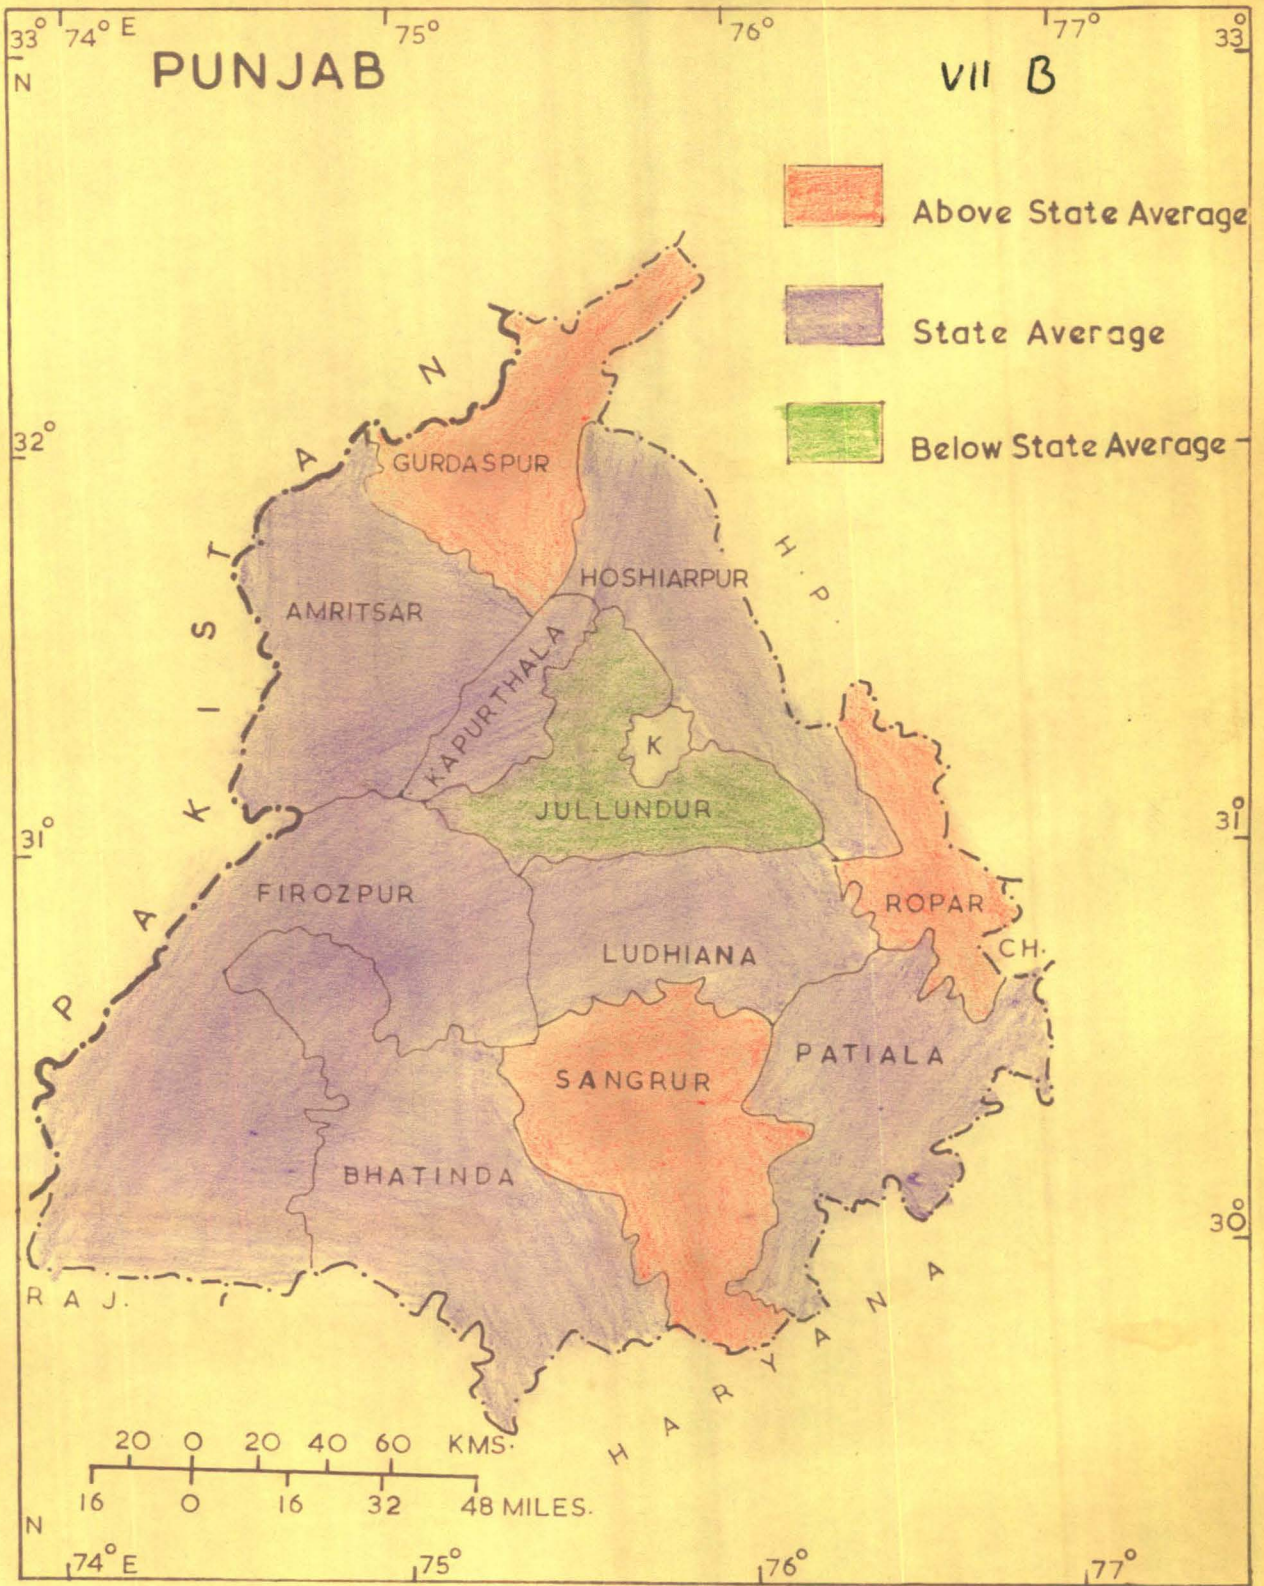 33° 74° E 75° 76° 77° 33°
N
PUNJAB
VII B
Above State Average
State Average
Below State Average
PAKISTAN
32°
GURDASPUR
H.P.
HOSHIARPUR
AMRITSAR
KAPURTHALA
K
JULLUNDUR
31° 31°
FIROZPUR
ROPAR
LUDHIANA
CH.
PATIALA
SANGRUR
BHATINDA
30°
RAJ.
HARYANA
20 0 20 40 60 KMS.
16 0 16 32 48 MILES.
N
74° E 75° 76° 77°